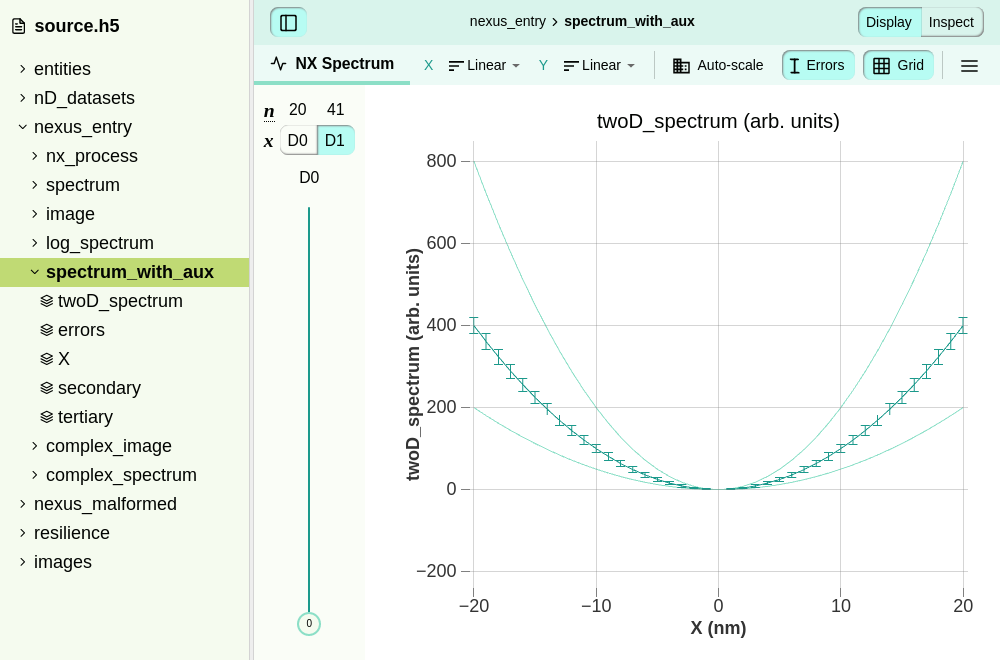 source.h5
entities
nD_datasets
nexus_entry
nx_process
spectrum
image
log_spectrum
spectrum_with_aux
twoD_spectrum
errors
X
secondary
tertiary
complex_image
complex_spectrum
nexus_malformed
resilience
images
nexus_entry › spectrum_with_aux
Display Inspect
NX Spectrum X Linear Y Linear Auto-scale Errors Grid
n 20 41
x D0 D1
D0
0
twoD_spectrum (arb. units)
800
600
400
200
0
−200
twoD_spectrum (arb. units)
−20 −10 0 10 20
X (nm)